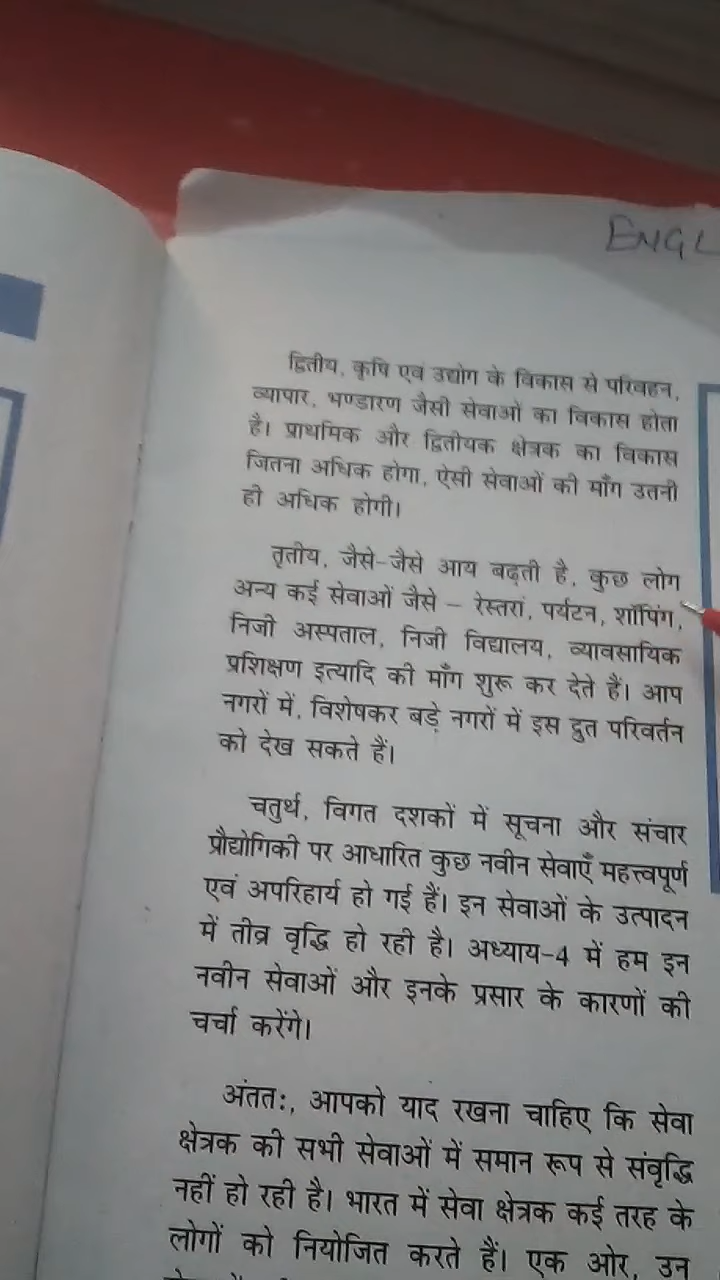 ENGL
द्वितीय, कृषि एवं उद्योग के विकास से परिवहन,
व्यापार, भण्डारण जैसी सेवाओं का विकास होता
है। प्राथमिक और द्वितीयक क्षेत्रक का विकास
जितना अधिक होगा, ऐसी सेवाओं की माँग उतनी
ही अधिक होगी।
तृतीय, जैसे-जैसे आय बढ़ती है, कुछ लोग
अन्य कई सेवाओं जैसे – रेस्तरां, पर्यटन, शॉपिंग,
निजी अस्पताल, निजी विद्यालय, व्यावसायिक
प्रशिक्षण इत्यादि की माँग शुरू कर देते हैं। आप
नगरों में, विशेषकर बड़े नगरों में इस द्रुत परिवर्तन
को देख सकते हैं।
चतुर्थ, विगत दशकों में सूचना और संचार
प्रौद्योगिकी पर आधारित कुछ नवीन सेवाएँ महत्त्वपूर्ण
एवं अपरिहार्य हो गई हैं। इन सेवाओं के उत्पादन
में तीव्र वृद्धि हो रही है। अध्याय-4 में हम इन
नवीन सेवाओं और इनके प्रसार के कारणों की
चर्चा करेंगे।
अंततः, आपको याद रखना चाहिए कि सेवा
क्षेत्रक की सभी सेवाओं में समान रूप से संवृद्धि
नहीं हो रही है। भारत में सेवा क्षेत्रक कई तरह के
लोगों को नियोजित करते हैं। एक ओर, उन